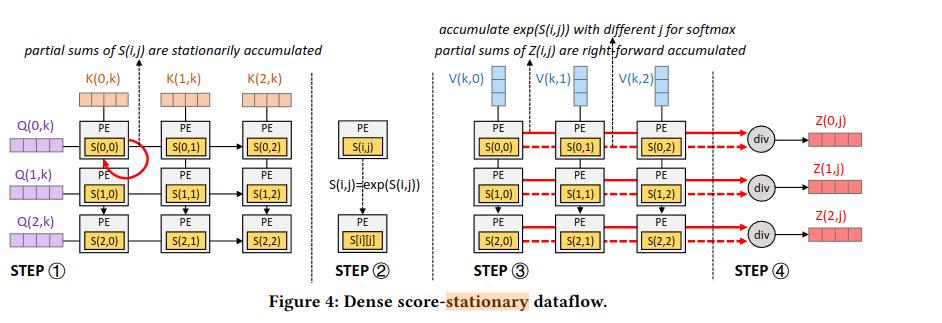 accumulate exp(S(i,j)) with different j for softmax
partial sums of S(i,j) are stationarily accumulated
partial sums of Z(i,j) are right-forward accumulated
K(0,k) K(1,k) K(2,k)
V(k,0) V(k,1) V(k,2)
Q(0,k) PE PE PE
S(0,0) S(0,1) S(0,2)
Q(1,k) PE PE PE
S(1,0) S(1,1) S(1,2)
Q(2,k) PE PE PE
S(2,0) S(2,1) S(2,2)
STEP ①
PE
S(i,j)
S(i,j)=exp(S(i,j))
PE
S[i][j]
STEP ②
PE PE PE
S(0,0) S(0,1) S(0,2)
PE PE PE
S(1,0) S(1,1) S(1,2)
PE PE PE
S(2,0) S(2,1) S(2,2)
STEP ③
Z(0,j)
div
Z(1,j)
div
Z(2,j)
div
STEP ④
Figure 4: Dense score-stationary dataflow.